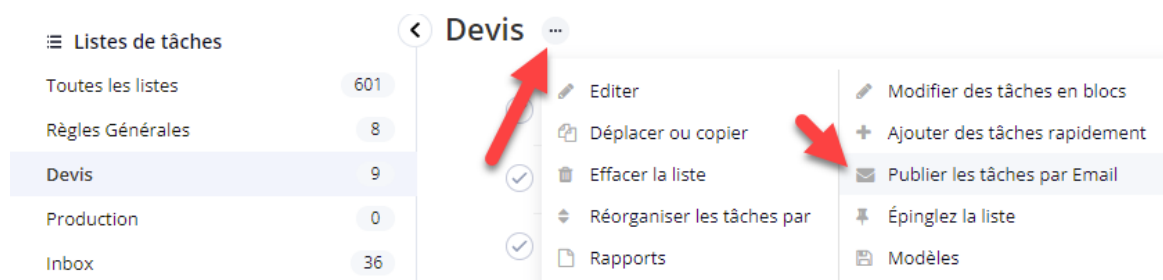 Listes de tâches
Toutes les listes 601
Règles Générales 8
Devis 9
Production 0
Inbox 36
Devis ...
Editer
Déplacer ou copier
Effacer la liste
Réorganiser les tâches par
Rapports
Modifier des tâches en blocs
Ajouter des tâches rapidement
Publier les tâches par Email
Épinglez la liste
Modèles